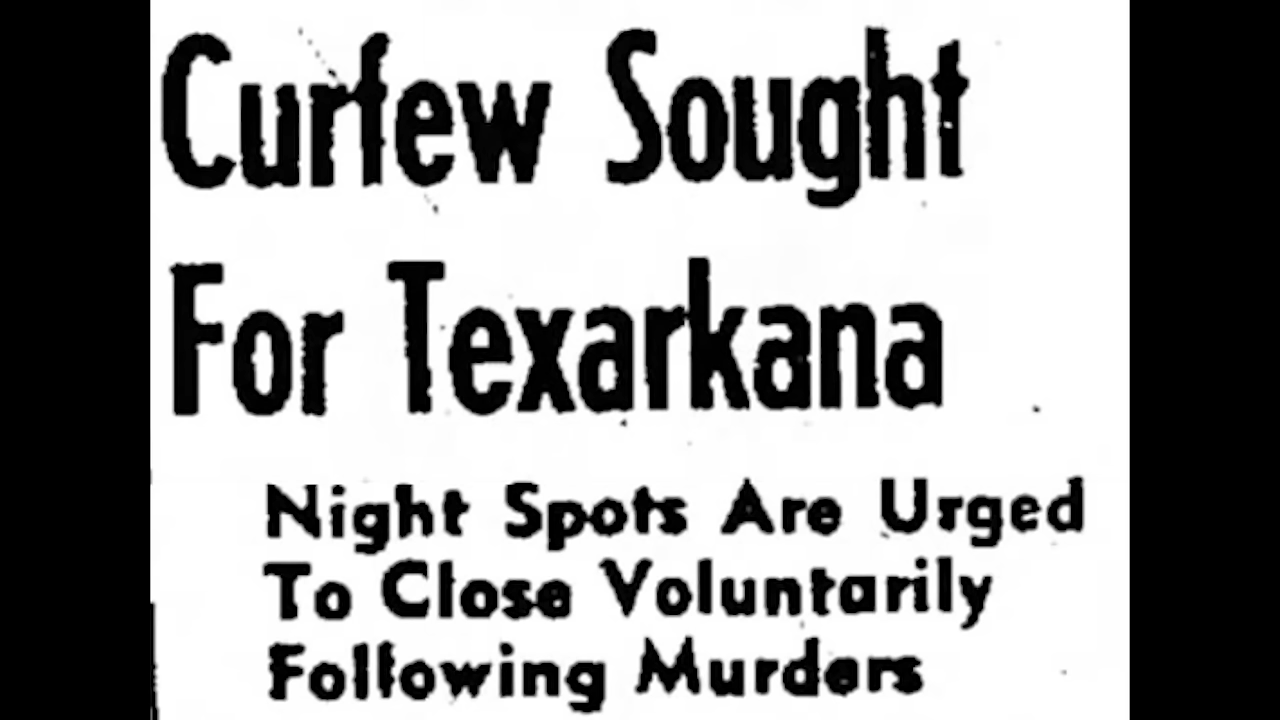 Curfew Sought
For Texarkana
Night Spots Are Urged
To Close Voluntarily
Following Murders